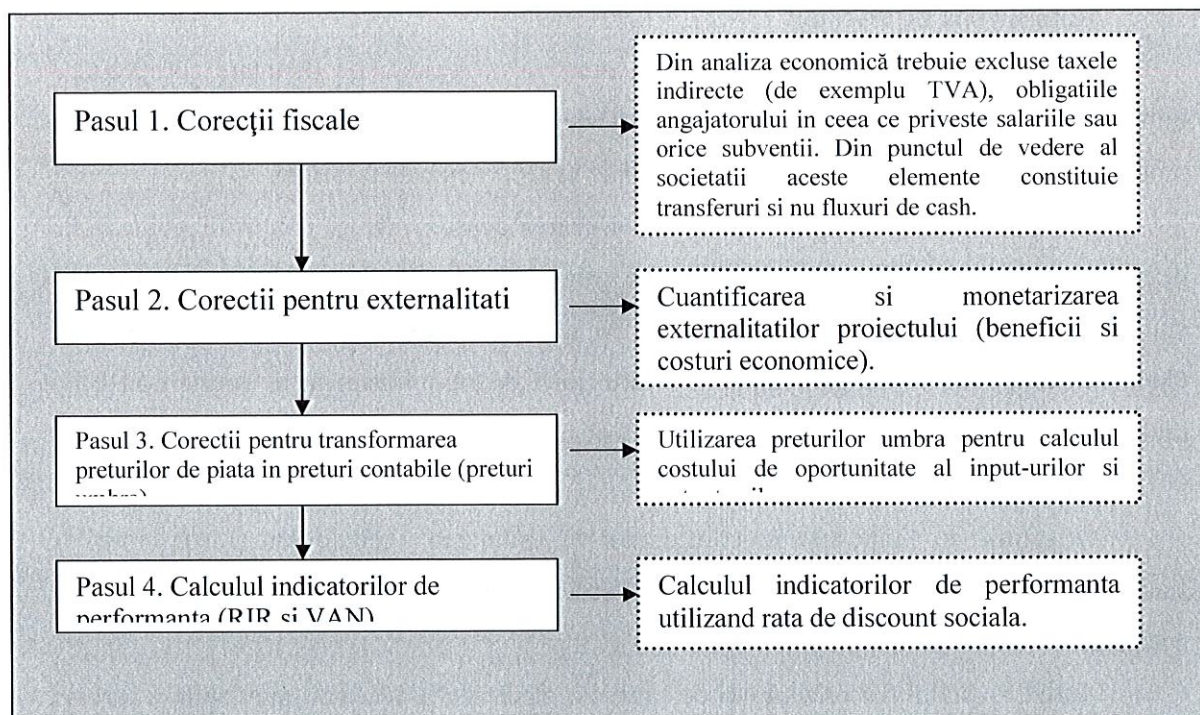 Pasul 1. Corecţii fiscale
Din analiza economică trebuie excluse taxele
indirecte (de exemplu TVA), obligatiile
angajatorului in ceea ce priveste salariile sau
orice subventii. Din punctul de vedere al
societatii aceste elemente constituie
transferuri si nu fluxuri de cash.
Pasul 2. Corectii pentru externalitati
Cuantificarea si monetarizarea
externalitatilor proiectului (beneficii si
costuri economice).
Pasul 3. Corectii pentru transformarea
preturilor de piata in preturi contabile (preturi
Utilizarea preturilor umbra pentru calculul
costului de oportunitate al input-urilor si
Pasul 4. Calculul indicatorilor de
performanta (RIR si VAN)
Calculul indicatorilor de performanta
utilizand rata de discount sociala.